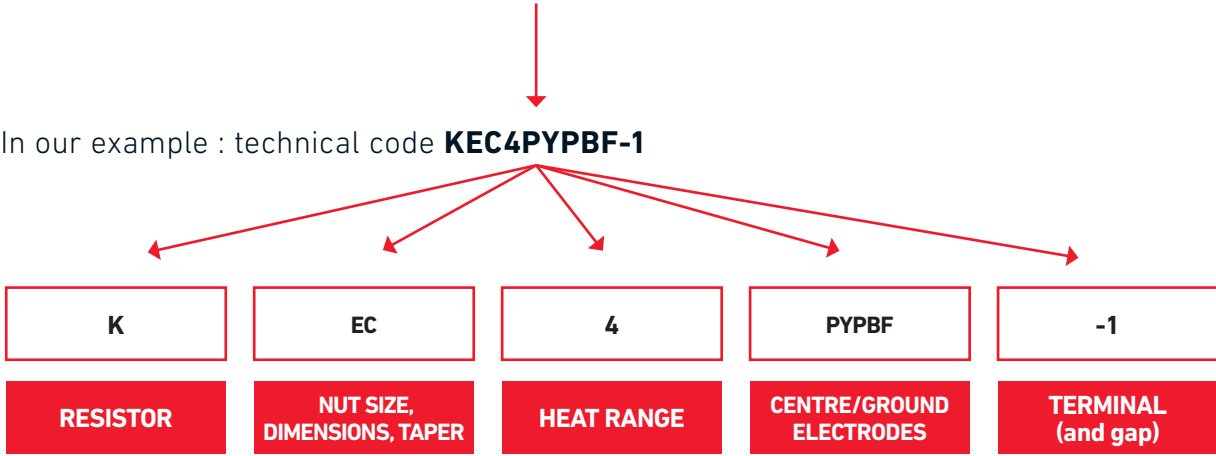 In our example : technical code KEC4PYPBF-1
K
EC
4
PYPBF
-1
RESISTOR
NUT SIZE,
DIMENSIONS, TAPER
HEAT RANGE
CENTRE/GROUND
ELECTRODES
TERMINAL
(and gap)